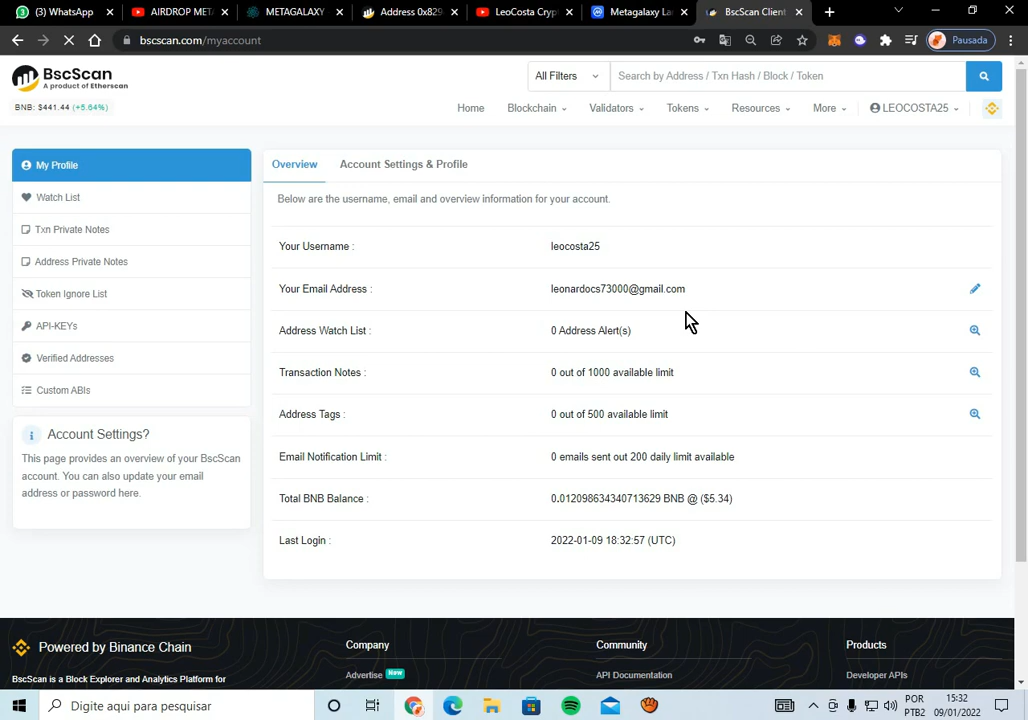 WhatsApp
AIRDROP META
METAGALAXY
Address 0x829
LeoCosta Cryp
Metagalaxy La
BscScan Client
bscscan.com/myaccount
Pausada
BscScan
A product of Etherscan
BNB: $441.44 (+5.64%)
All Filters
Search by Address / Txn Hash / Block / Token
Home
Blockchain
Validators
Tokens
Resources
More
LEOCOSTA25
My Profile
Watch List
Txn Private Notes
Address Private Notes
Token Ignore List
API-KEYs
Verified Addresses
Custom ABIs
Account Settings?
This page provides an overview of your BscScan
account. You can also update your email
address or password here.
Overview
Account Settings & Profile
Below are the username, email and overview information for your account.
Your Username : leocosta25
Your Email Address : leonardocs73000@gmail.com
Address Watch List : 0 Address Alert(s)
Transaction Notes : 0 out of 1000 available limit
Address Tags : 0 out of 500 available limit
Email Notification Limit : 0 emails sent out 200 daily limit available
Total BNB Balance : 0.012098634340713629 BNB @ ($5.34)
Last Login : 2022-01-09 18:32:57 (UTC)
Powered by Binance Chain
BscScan is a Block Explorer and Analytics Platform for
Company
Advertise New
Community
API Documentation
Products
Developer APIs
Digite aqui para pesquisar
POR
PTB2
15:32
09/01/2022